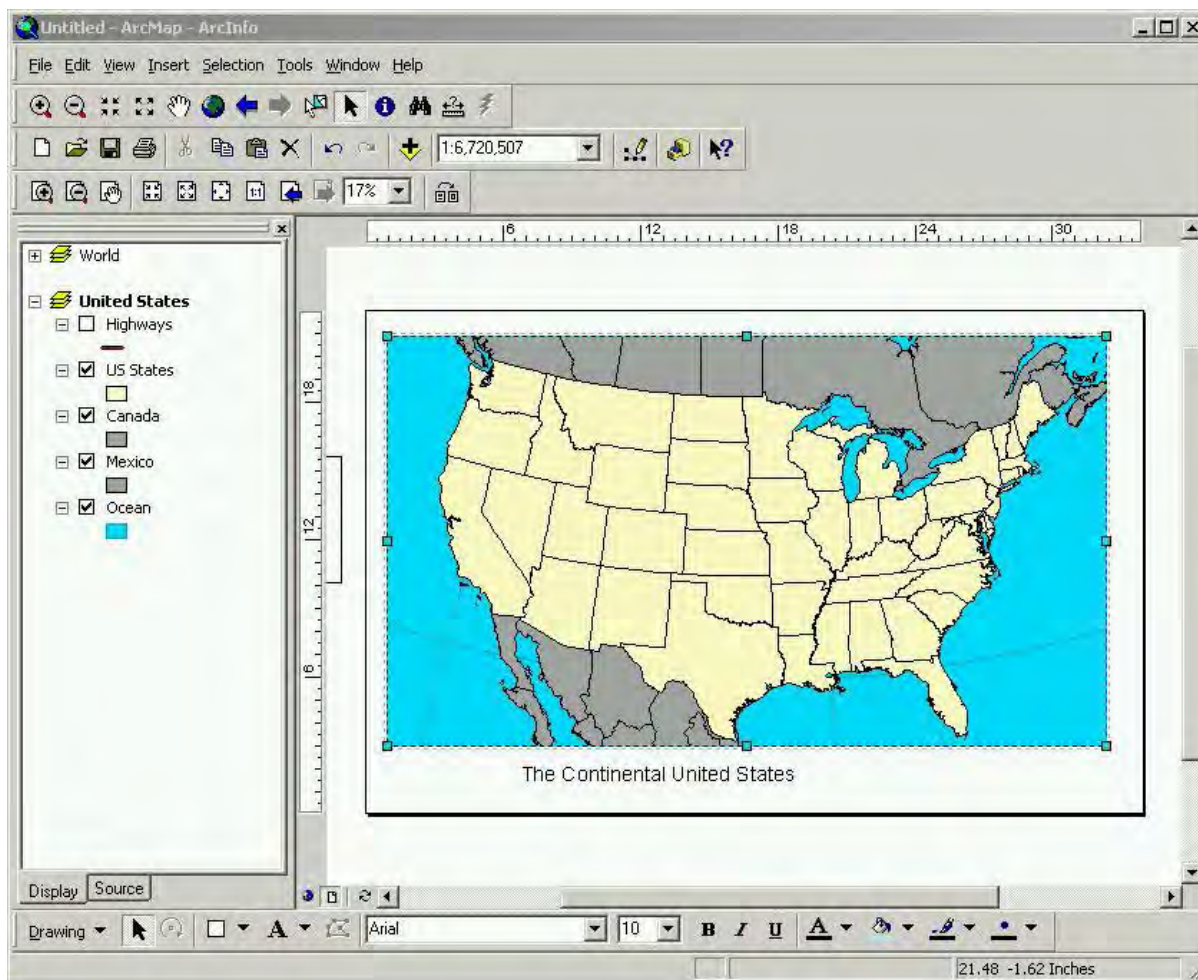 Untitled - ArcMap - ArcInfo
File Edit View Insert Selection Tools Window Help
1:6,720,507
17%
World
United States
Highways
US States
Canada
Mexico
Ocean
6 12 18 24 30
18
12
6
The Continental United States
Display Source
Drawing A Arial 10 B I U A
21.48 -1.62 Inches